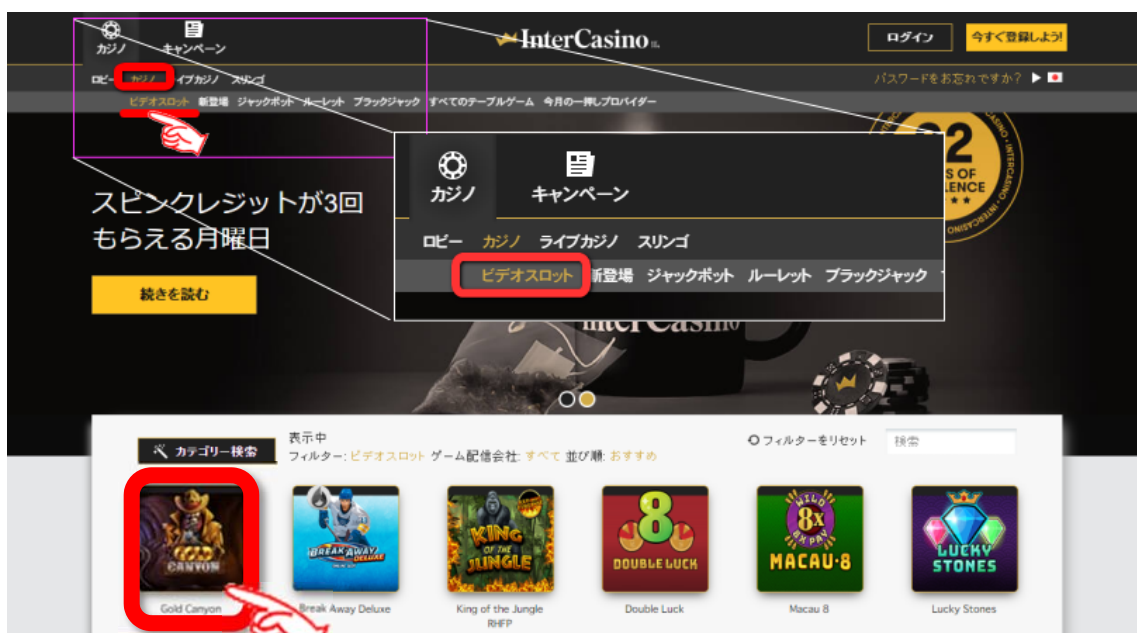 カジノ
キャンペーン
InterCasino
ログイン
今すぐ登録しよう!
ロビー カジノ ライブカジノ スリンゴ
パスワードをお忘れですか?
ビデオスロット 新登場 ジャックポット ルーレット ブラックジャック すべてのテーブルゲーム 今月の一押しプロバイダー
スピンクレジットが3回
もらえる月曜日
続きを読む
カジノ
キャンペーン
ロビー カジノ ライブカジノ スリンゴ
ビデオスロット 新登場 ジャックポット ルーレット ブラックジャック
2
S OF
LENCE
INTERCASINO
InterCasino
カテゴリー検索
表示中
フィルター: ビデオスロット ゲーム配信会社: すべて 並び順: おすすめ
フィルターをリセット
検索
GOLD
CANYON
BREAK AWAY
DELUXE
KING
OF THE
JUNGLE
8
DOUBLE LUCK
WILD
8X
8X PAY
MACAU·8
LUCKY
STONES
Gold Canyon
Break Away Deluxe
King of the Jungle
RHFP
Double Luck
Macau 8
Lucky Stones